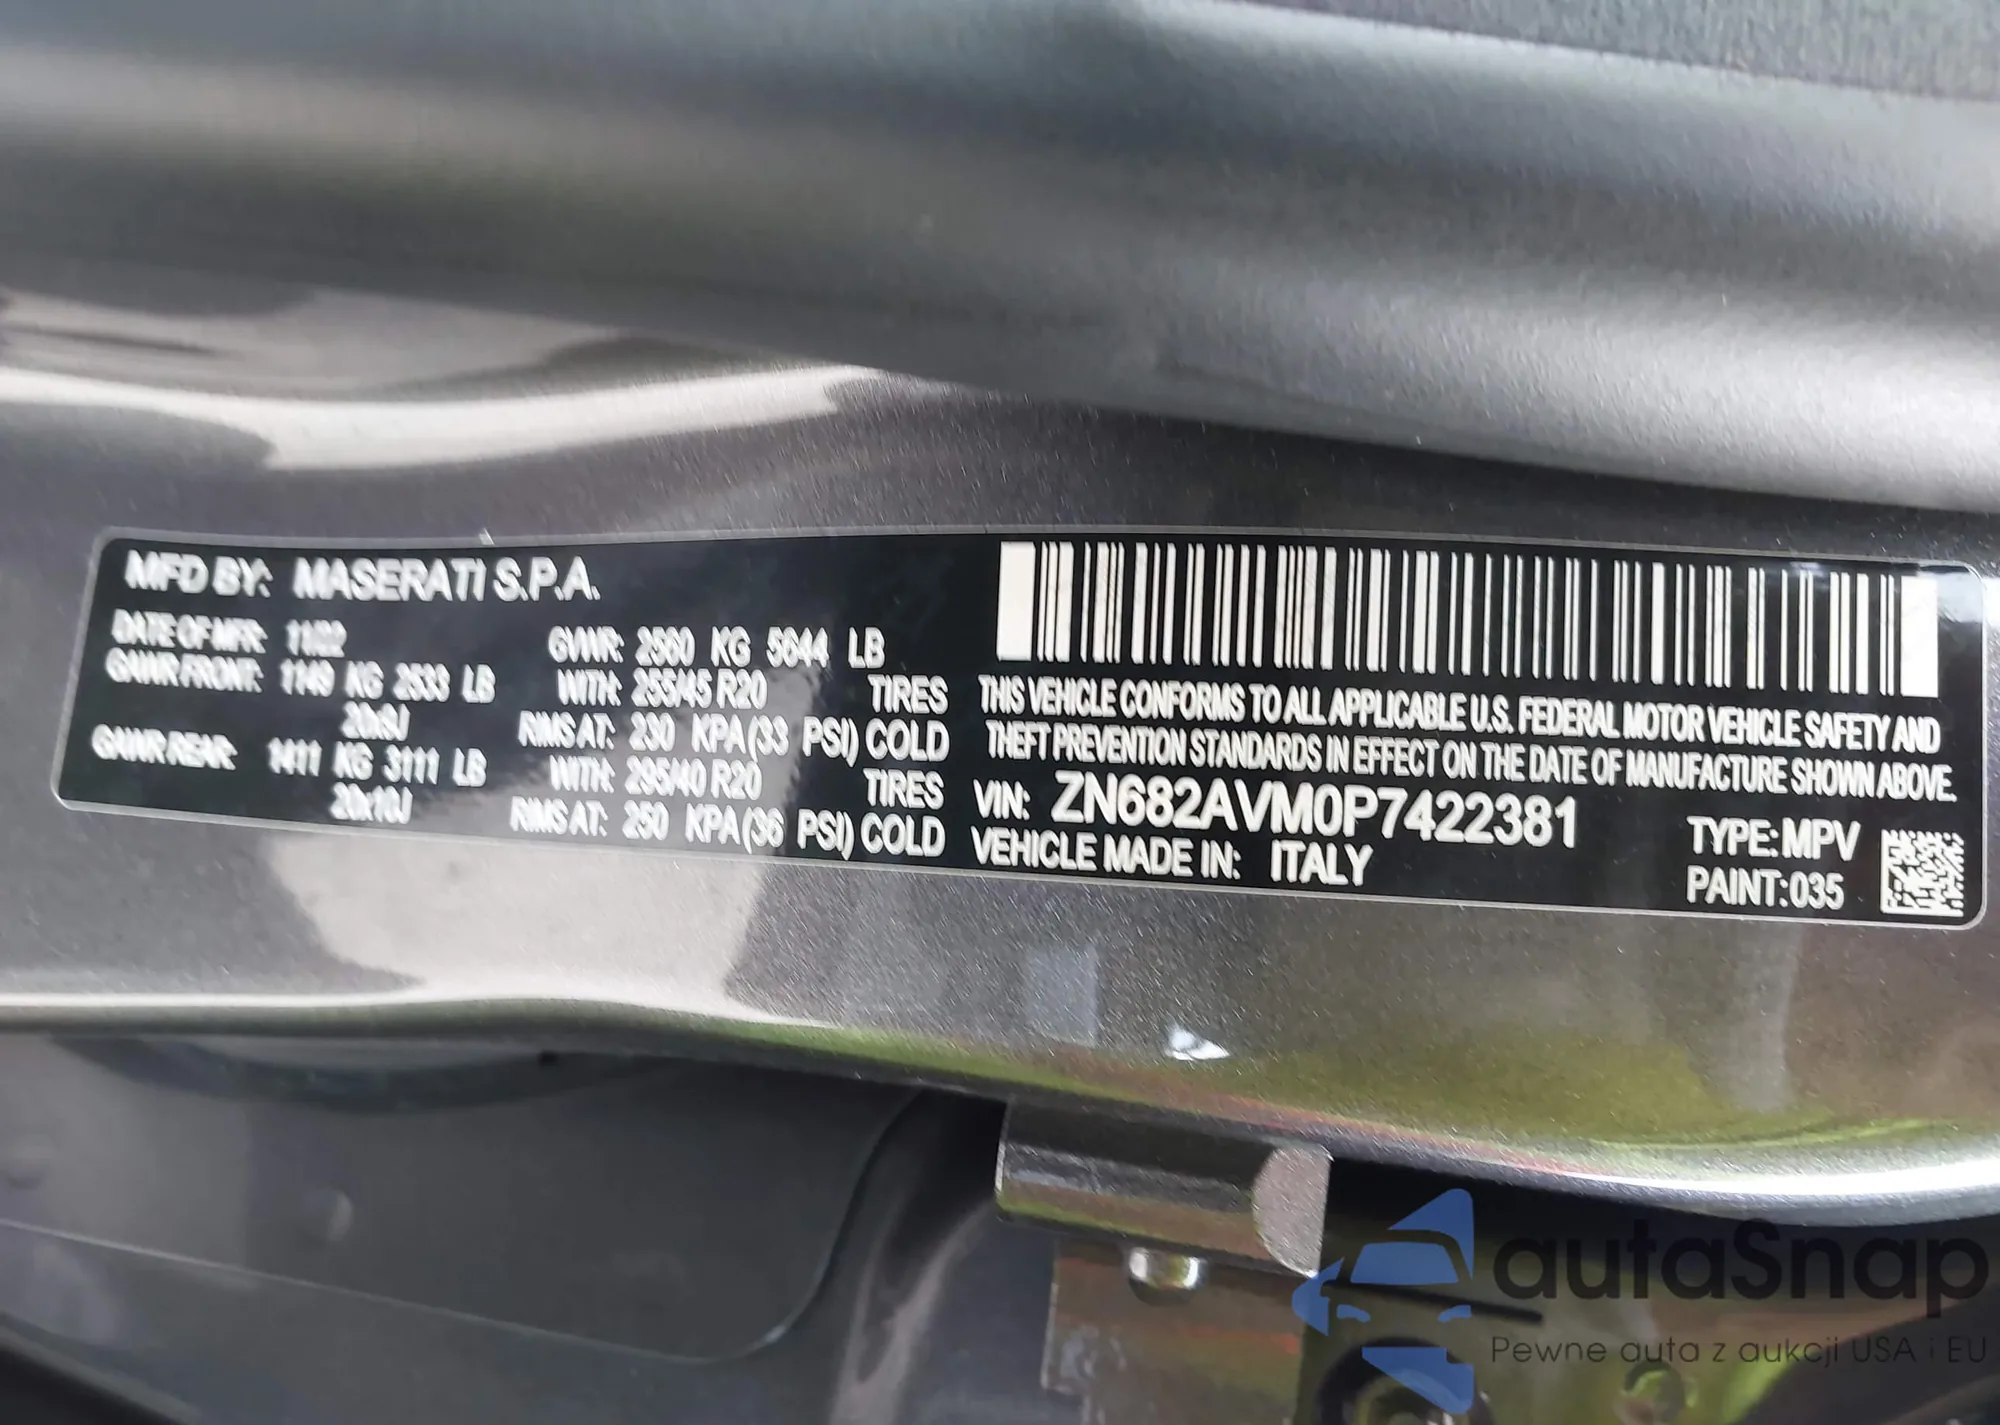 MFD BY: MASERATI S.P.A.
DATE OF MFR: 11/22
GVWR: 2560 KG 5644 LB
GAWR FRONT: 1149 KG 2533 LB
WITH: 255/45 R20 TIRES
20x9J
RIMS AT: 230 KPA(33 PSI) COLD
GAWR REAR: 1411 KG 3111 LB
WITH: 295/40 R20 TIRES
20x10J
RIMS AT: 250 KPA(36 PSI) COLD
THIS VEHICLE CONFORMS TO ALL APPLICABLE U.S. FEDERAL MOTOR VEHICLE SAFETY AND
THEFT PREVENTION STANDARDS IN EFFECT ON THE DATE OF MANUFACTURE SHOWN ABOVE.
VIN: ZN682AVM0P7422381
VEHICLE MADE IN: ITALY
TYPE:MPV
PAINT:035
autaSnap
Pewne auta z aukcji USA i EU